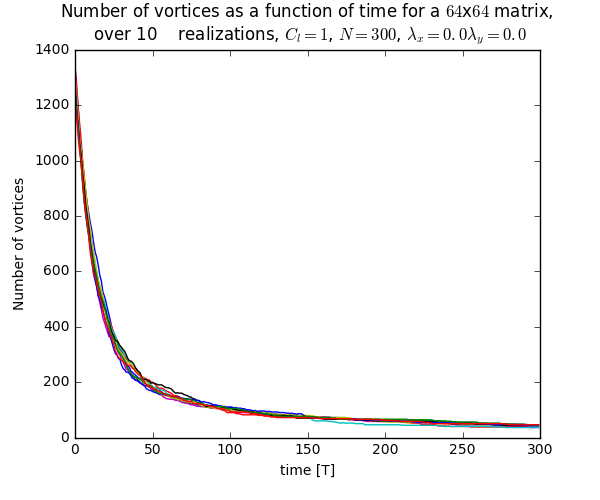 Number of vortices as a function of time for a 64x64 matrix,
over 10 realizations, C_l = 1, N = 300, λ_x = 0.0λ_y = 0.0
1400
1200
1000
800
600
400
200
0
Number of vortices
0 50 100 150 200 250 300
time [T]